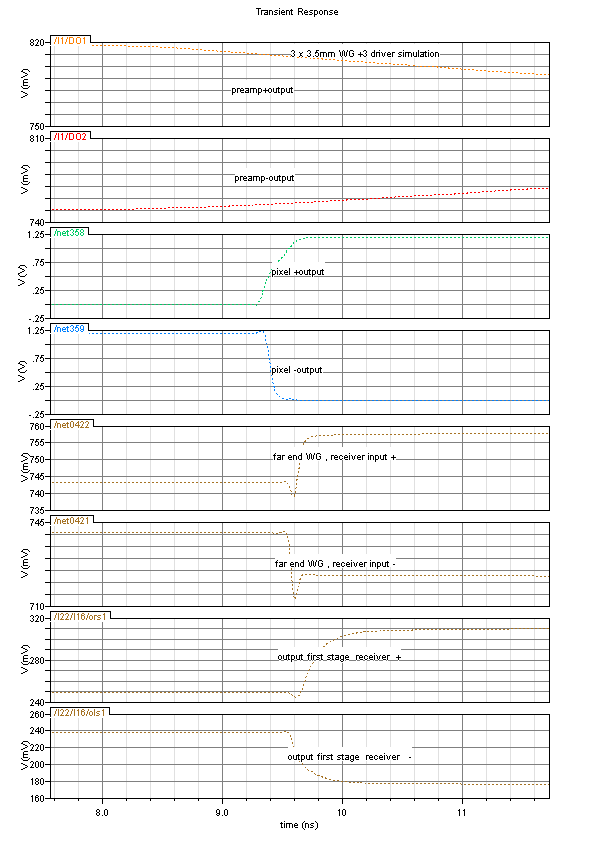 Transient Response
820
/I1/DO1
3 x 3.5mm WG +3 driver simulation
V (mV)
preamp+output
750
810
/I1/DO2
V (mV)
preamp-output
740
1.25
/net358
.75
V (V)
pixel +output
.25
-.25
1.25
/net359
.75
V (V)
pixel -output
.25
-.25
760
/net0422
755
750
V (mV)
far end WG , receiver input +
745
740
735
745
/net0421
V (mV)
far end WG , receiver input -
710
320
/I22/I16/ors1
V (mV)
280
output first stage receiver +
240
260
/I22/I16/ols1
240
220
V (mV)
output first stage receiver -
200
180
160
8.0 9.0 10 11
time (ns)